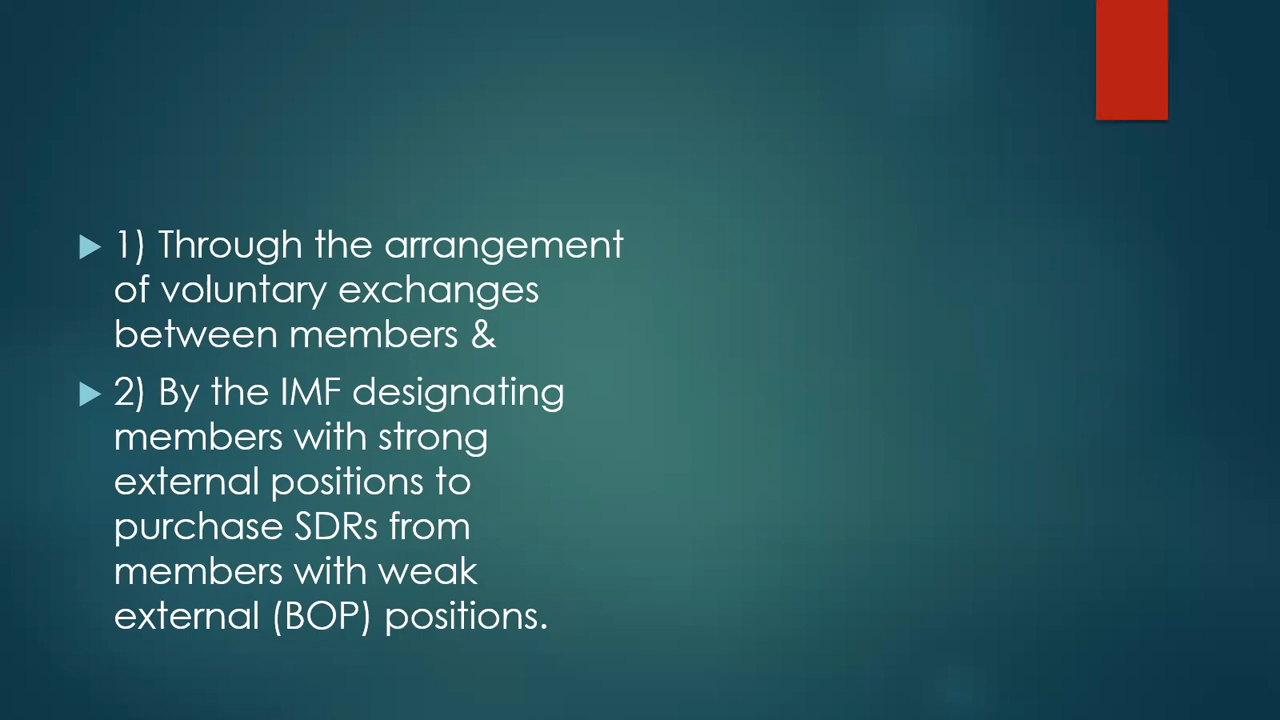 1) Through the arrangement
of voluntary exchanges
between members &
2) By the IMF designating
members with strong
external positions to
purchase SDRs from
members with weak
external (BOP) positions.